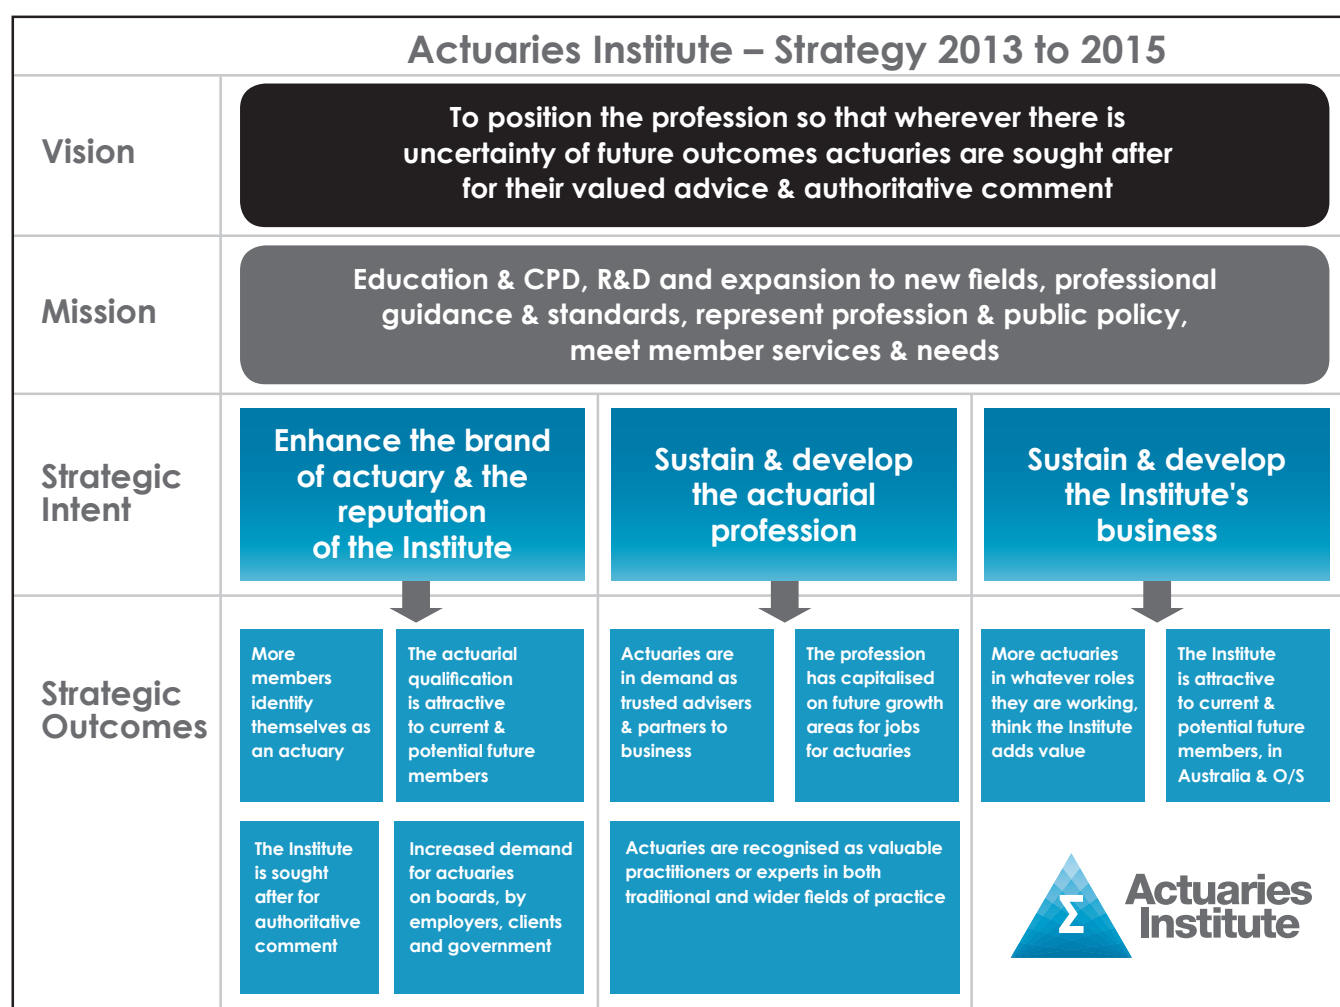 Actuaries Institute – Strategy 2013 to 2015
Vision
To position the profession so that wherever there is
uncertainty of future outcomes actuaries are sought after
for their valued advice & authoritative comment
Mission
Education & CPD, R&D and expansion to new fields, professional
guidance & standards, represent profession & public policy,
meet member services & needs
Strategic
Intent
Enhance the brand
of actuary & the
reputation
of the Institute
Sustain & develop
the actuarial
profession
Sustain & develop
the Institute's
business
Strategic
Outcomes
More
members
identify
themselves as
an actuary
The actuarial
qualification
is attractive
to current &
potential future
members
Actuaries are
in demand as
trusted advisers
& partners to
business
The profession
has capitalised
on future growth
areas for jobs
for actuaries
More actuaries
in whatever roles
they are working,
think the Institute
adds value
The Institute
is attractive
to current &
potential future
members, in
Australia & O/S
The Institute
is sought
after for
authoritative
comment
Increased demand
for actuaries
on boards, by
employers, clients
and government
Actuaries are recognised as valuable
practitioners or experts in both
traditional and wider fields of practice
Σ
Actuaries
Institute